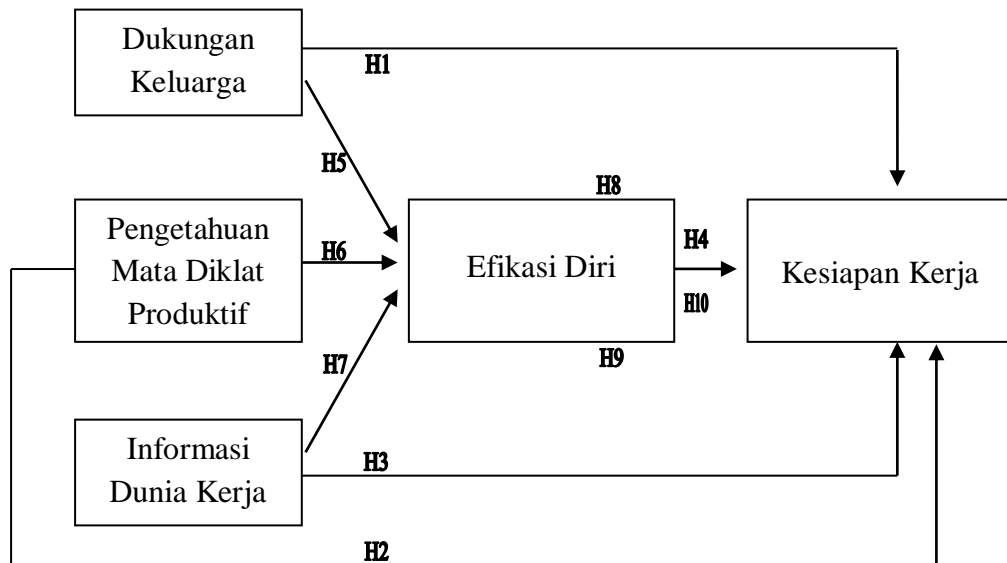 Dukungan
Keluarga
H1
H5
H8
Pengetahuan
Mata Diklat
Produktif
H6
Efikasi Diri
H4
H10
Kesiapan Kerja
H7
H9
Informasi
Dunia Kerja
H3
H2